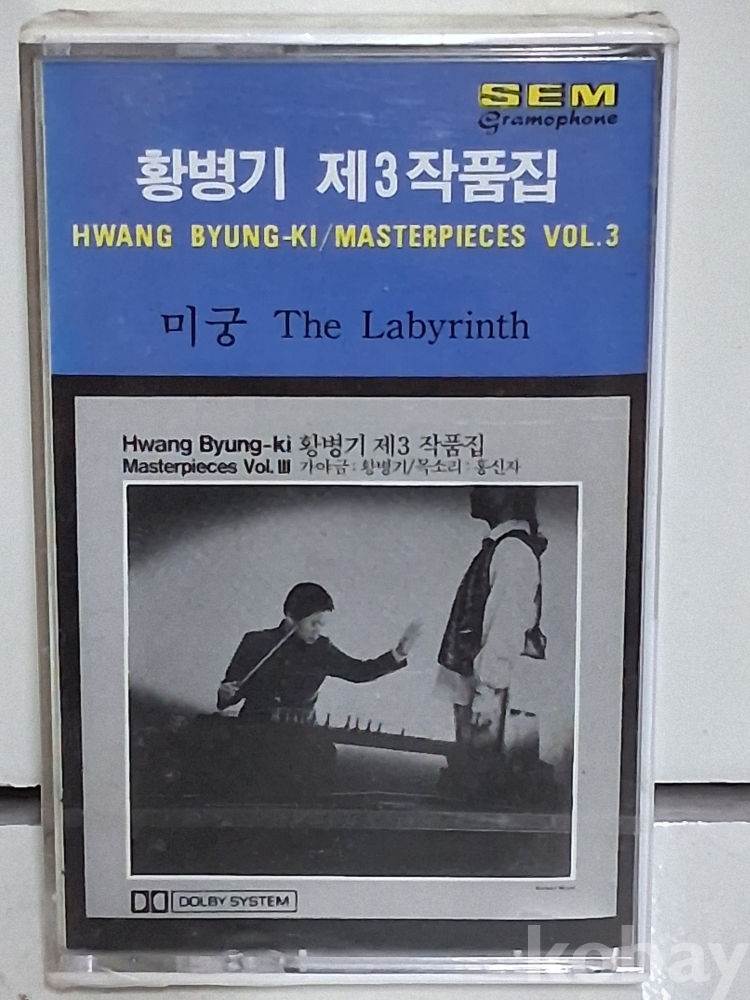 SEM
Gramophone
황병기 제3작품집
HWANG BYUNG-KI/MASTERPIECES VOL.3
미궁 The Labyrinth
Hwang Byung-ki 황병기 제3 작품집
Masterpieces Vol. III 가야금 : 황병기/목소리 : 홍신자
DOLBY SYSTEM
kobay